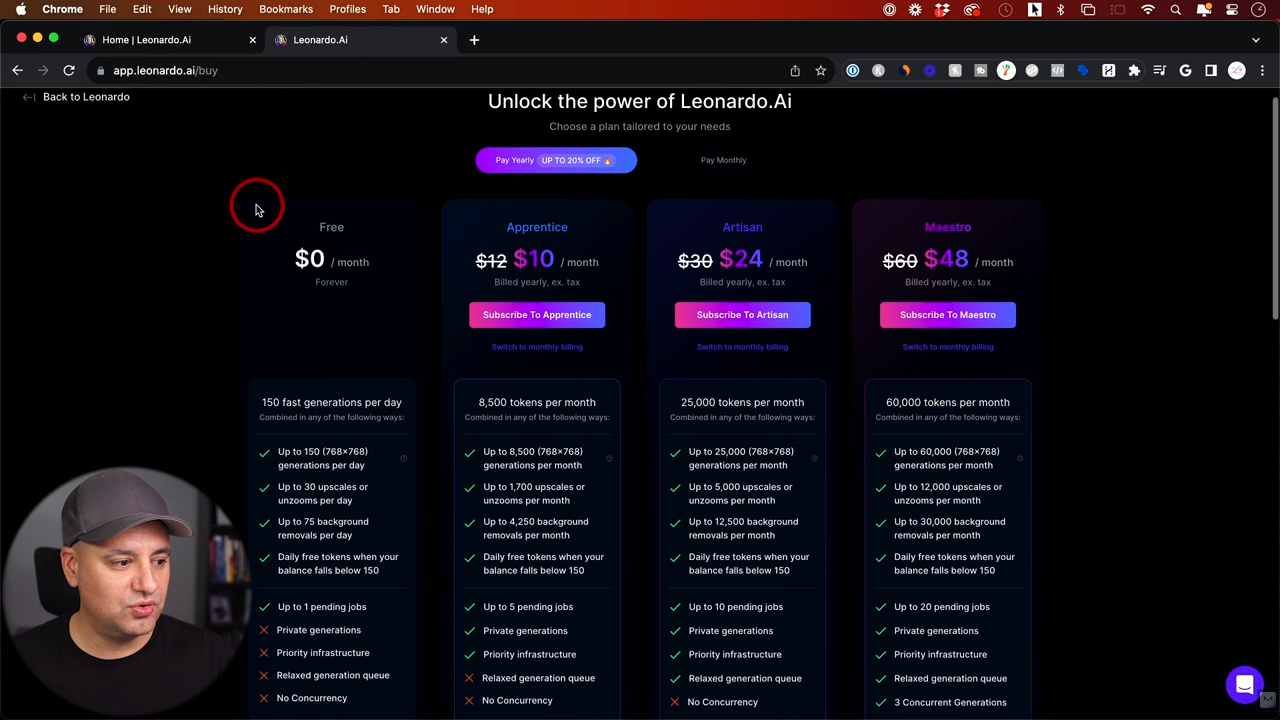 Chrome File Edit View History Bookmarks Profiles Tab Window Help
Home | Leonardo.Ai
Leonardo.Ai
app.leonardo.ai/buy
Back to Leonardo
Unlock the power of Leonardo.Ai
Choose a plan tailored to your needs
Pay Yearly UP TO 20% OFF 🔥
Pay Monthly
Free
$0 / month
Forever
150 fast generations per day
Combined in any of the following ways:
Up to 150 (768×768)
generations per day
Up to 30 upscales or
unzooms per day
Up to 75 background
removals per day
Daily free tokens when your
balance falls below 150
Up to 1 pending jobs
Private generations
Priority infrastructure
Relaxed generation queue
No Concurrency
Apprentice
$12 $10 / month
Billed yearly, ex. tax
Subscribe To Apprentice
Switch to monthly billing
8,500 tokens per month
Combined in any of the following ways:
Up to 8,500 (768×768)
generations per month
Up to 1,700 upscales or
unzooms per month
Up to 4,250 background
removals per month
Daily free tokens when your
balance falls below 150
Up to 5 pending jobs
Private generations
Priority infrastructure
Relaxed generation queue
No Concurrency
Artisan
$30 $24 / month
Billed yearly, ex. tax
Subscribe To Artisan
Switch to monthly billing
25,000 tokens per month
Combined in any of the following ways:
Up to 25,000 (768×768)
generations per month
Up to 5,000 upscales or
unzooms per month
Up to 12,500 background
removals per month
Daily free tokens when your
balance falls below 150
Up to 10 pending jobs
Private generations
Priority infrastructure
Relaxed generation queue
No Concurrency
Maestro
$60 $48 / month
Billed yearly, ex. tax
Subscribe To Maestro
Switch to monthly billing
60,000 tokens per month
Combined in any of the following ways:
Up to 60,000 (768×768)
generations per month
Up to 12,000 upscales or
unzooms per month
Up to 30,000 background
removals per month
Daily free tokens when your
balance falls below 150
Up to 20 pending jobs
Private generations
Priority infrastructure
Relaxed generation queue
3 Concurrent Generations